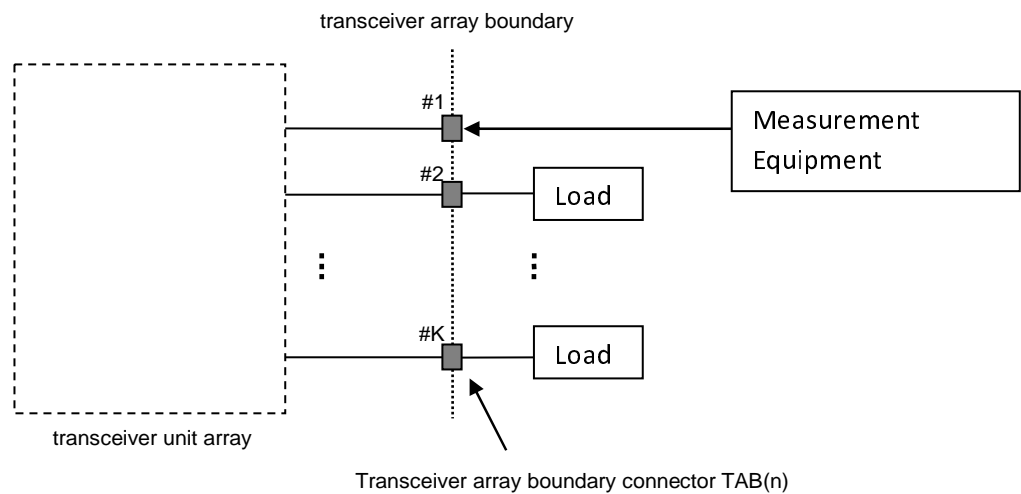 transceiver array boundary
#1
Measurement
Equipment
#2
Load
#K
Load
transceiver unit array
Transceiver array boundary connector TAB(n)